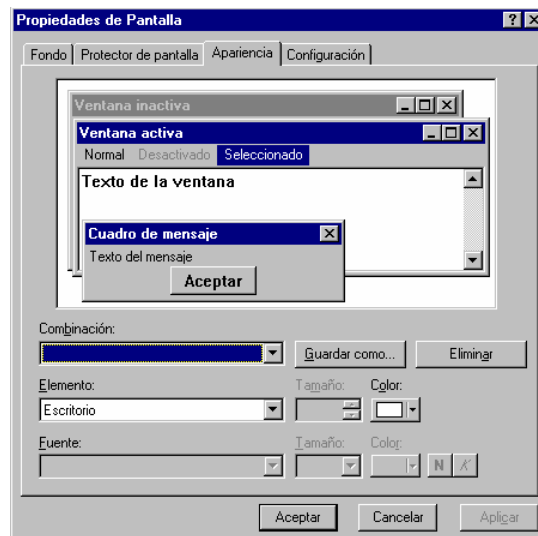 Propiedades de Pantalla
Fondo Protector de pantalla Apariencia Configuración
Ventana inactiva
Ventana activa
Normal Desactivado Seleccionado
Texto de la ventana
Cuadro de mensaje
Texto del mensaje
Aceptar
Combinación:
Guardar como... Eliminar
Elemento: Tamaño: Color:
Escritorio
Fuente: Tamaño: Color:
N K
Aceptar Cancelar Aplicar